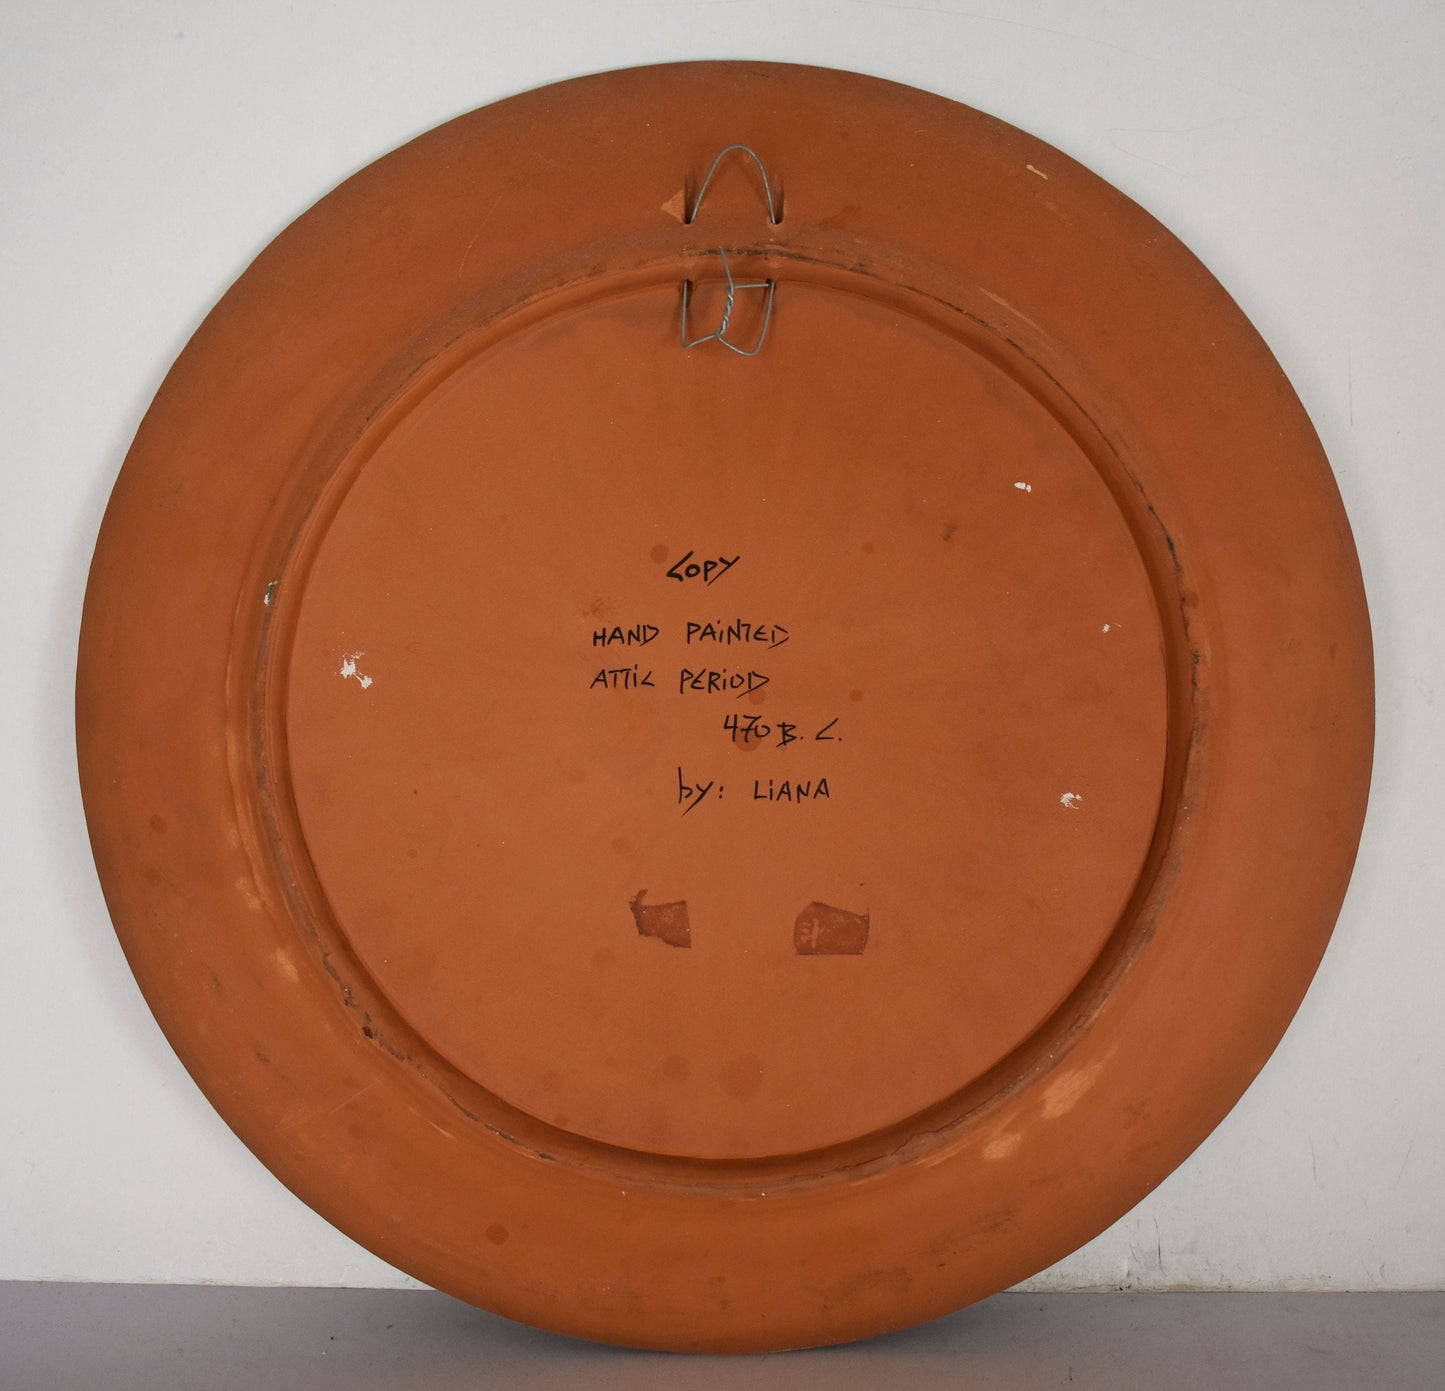 COPY
HAND PAiNTED
ATTiC PERiOD
470 B. C.
by: LiANA